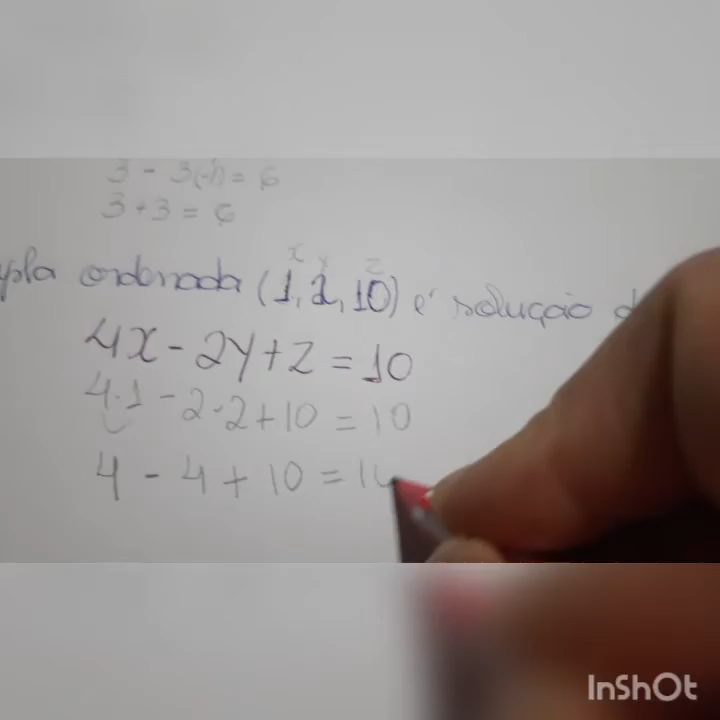 3 - 3(-1) = 6
3 + 3 = 6
x y z
ordenada (1, 2, 10) é solução
4x - 2y + z = 10
4·1 - 2·2 + 10 = 10
4 - 4 + 10 = 10
InShOt